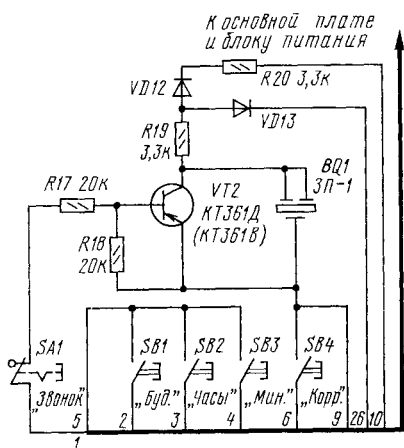 К основной плате
и блоку питания
R20 3,3к
VD12
VD13
R19
3,3к
BQ1
ЗП-1
R17 20к
VT2
КТ361Д
(КТ361В)
R18
20к
SA1
„Звонок"
SB1
SB2
SB3
SB4
„Буд."
„Часы"
„Мин."
„Корр."
5
2
3
4
6
9
26
10
1